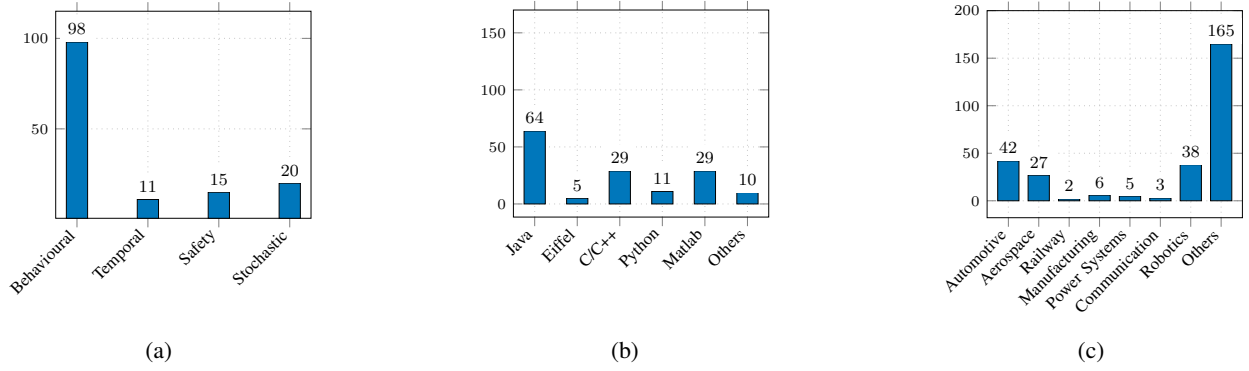 100
50
98
11
15
20
Behavioural
Temporal
Safety
Stochastic
(a)
150
100
50
0
64
5
29
11
29
10
Java
Eiffel
C/C++
Python
Matlab
Others
(b)
200
150
100
50
0
42
27
2
6
5
3
38
165
Automotive
Aerospace
Railway
Manufacturing
Power Systems
Communication
Robotics
Others
(c)